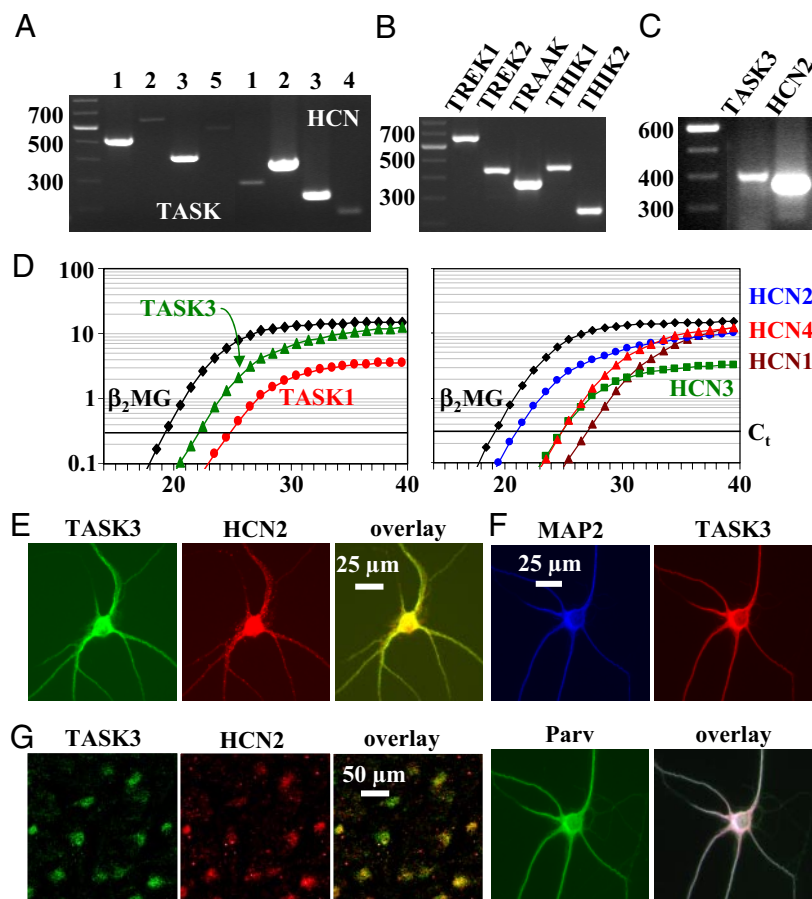 A
1 2 3 5 1 2 3 4
700
500
300
HCN
TASK
B
TREK1
TREK2
TRAAK
THIK1
THIK2
700
500
300
C
TASK3
HCN2
600
400
300
D
100
10
1
0.1
TASK3
β₂MG
TASK1
20 30 40
β₂MG
HCN2
HCN4
HCN1
HCN3
Cₜ
20 30 40
E
TASK3 HCN2 overlay
25 µm
F
MAP2 TASK3
25 µm
G
TASK3 HCN2 overlay
50 µm
Parv overlay